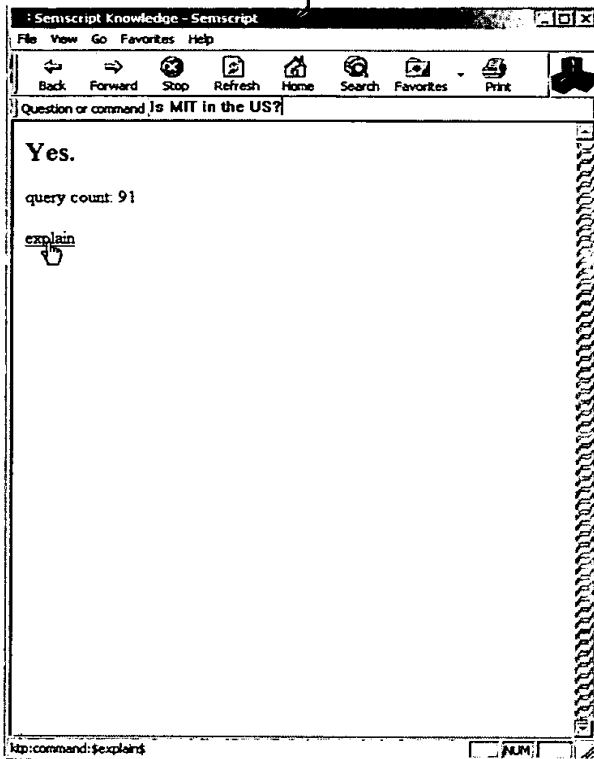 : Semscript Knowledge - Semscript
File View Go Favorites Help
Back Forward Stop Refresh Home Search Favorites Print
Question or command Is MIT in the US?
Yes.
query count: 91
explain
ktp:command:$explain$ NUM